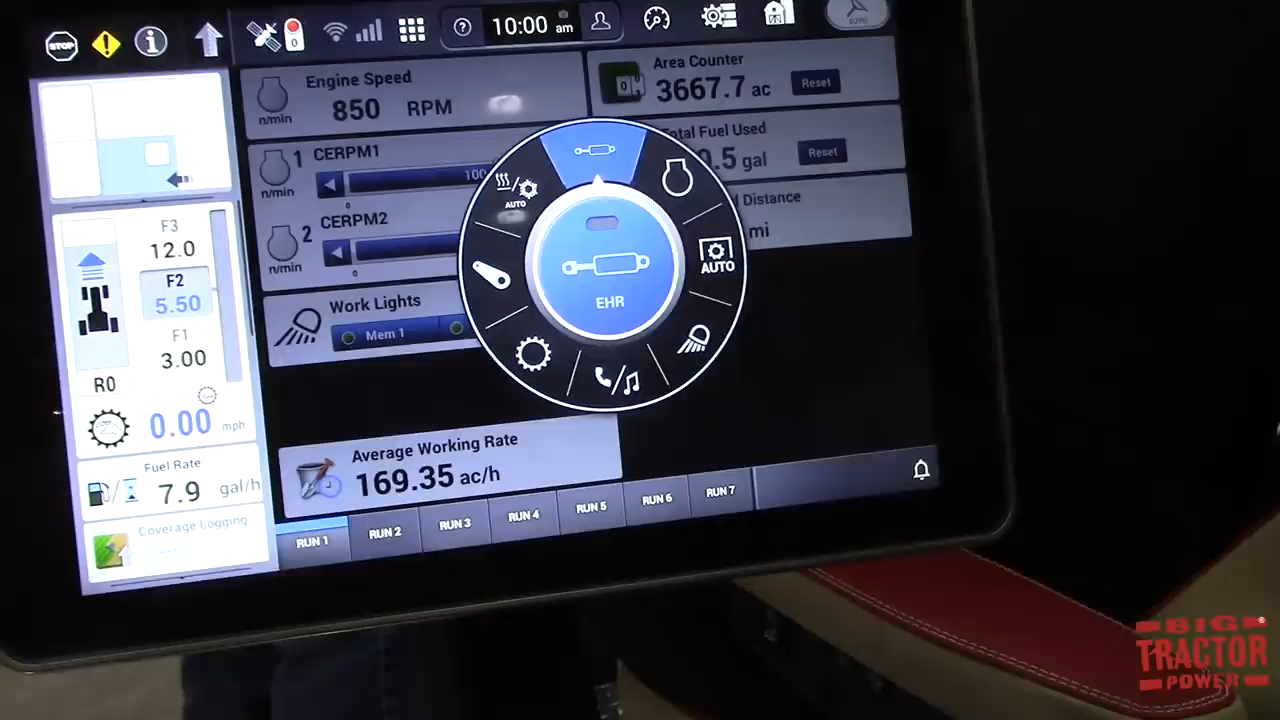 STOP
0
10:00 am
AUTO
Engine Speed
n/min
850 RPM
Area Counter
3667.7 ac
Reset
1
n/min
CERPM1
100
0
Total Fuel Used
.5 gal
Reset
2
n/min
CERPM2
0
Distance
mi
Work Lights
Mem 1
AUTO
AUTO
EHR
F3
12.0
F2
5.50
F1
3.00
R0
0.00 mph
Fuel Rate
7.9 gal/h
Coverage Logging
---
Average Working Rate
169.35 ac/h
RUN 1
RUN 2
RUN 3
RUN 4
RUN 5
RUN 6
RUN 7
BIG
TRACTOR
POWER
®